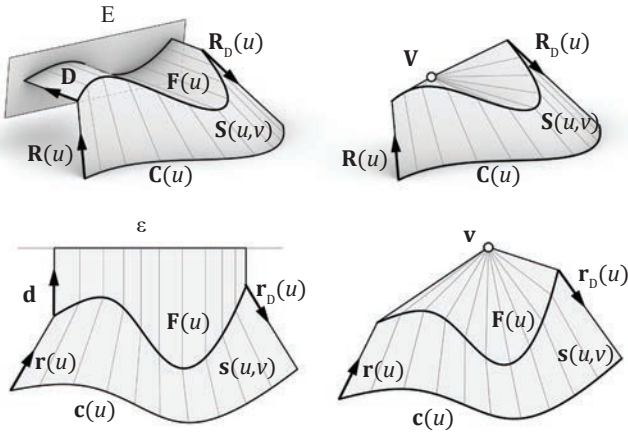 E
R_D(u)
D
F(u)
S(u,v)
R(u)
C(u)
V
R_D(u)
S(u,v)
R(u)
C(u)
ε
d
r_D(u)
F(u)
r(u)
s(u,v)
c(u)
v
r_D(u)
F(u)
r(u)
s(u,v)
c(u)